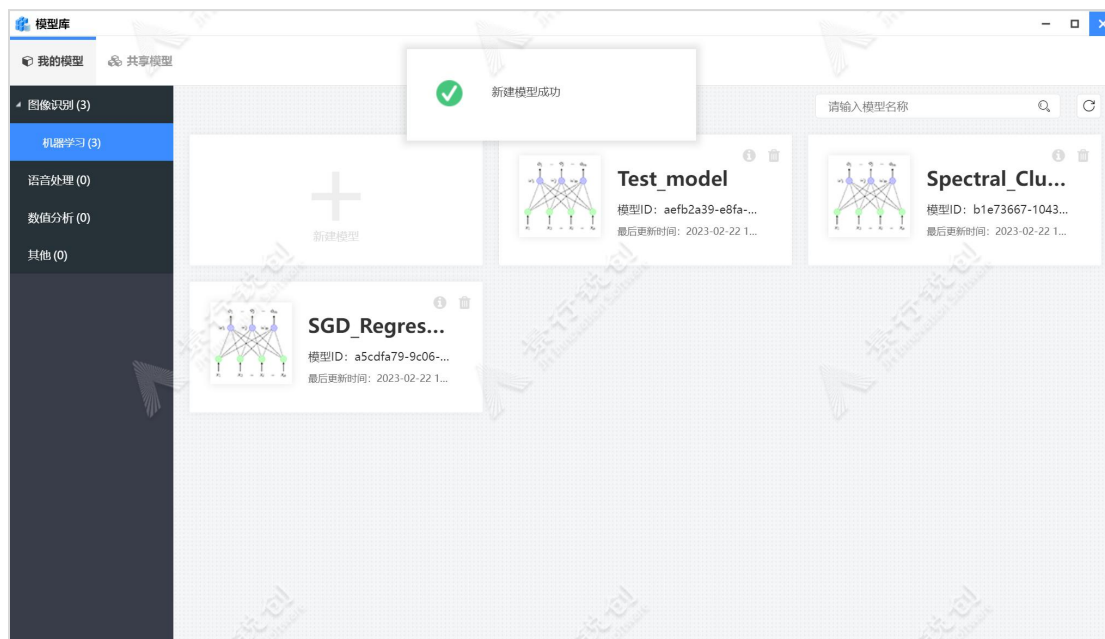 模型库
我的模型
共享模型
新建模型成功
图像识别 (3)
机器学习 (3)
语音处理 (0)
数值分析 (0)
其他 (0)
请输入模型名称
新建模型
Test_model
模型ID：aefb2a39-e8fa-...
最后更新时间：2023-02-22 1...
Spectral_Clu...
模型ID：b1e73667-1043...
最后更新时间：2023-02-22 1...
SGD_Regres...
模型ID：a5cdfa79-9c06-...
最后更新时间：2023-02-22 1...